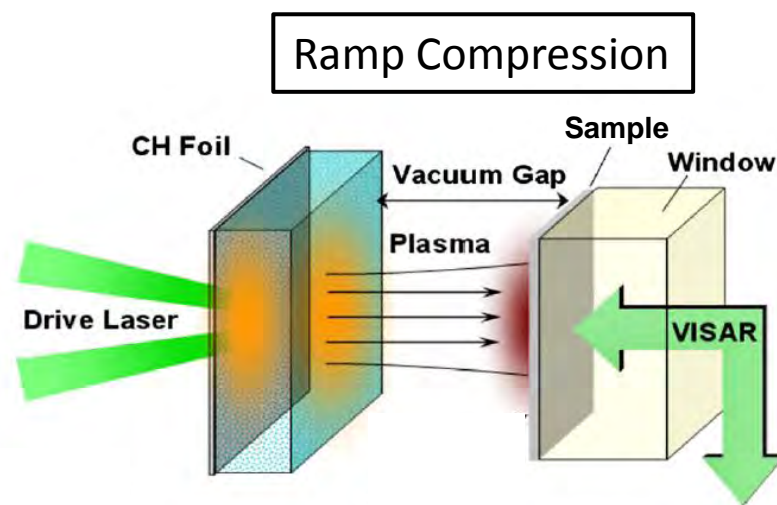 Ramp Compression
Sample
CH Foil
Window
Vacuum Gap
Plasma
Drive Laser
VISAR